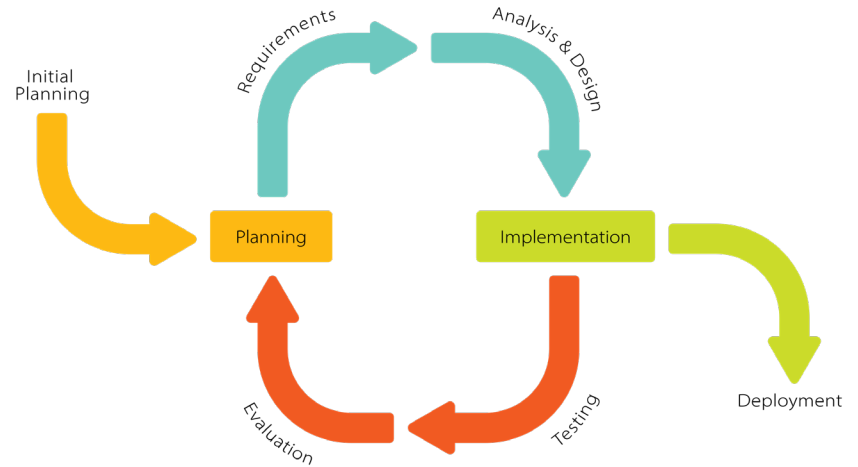 Initial
Planning
Requirements
Analysis & Design
Planning
Implementation
Deployment
Evaluation
Testing